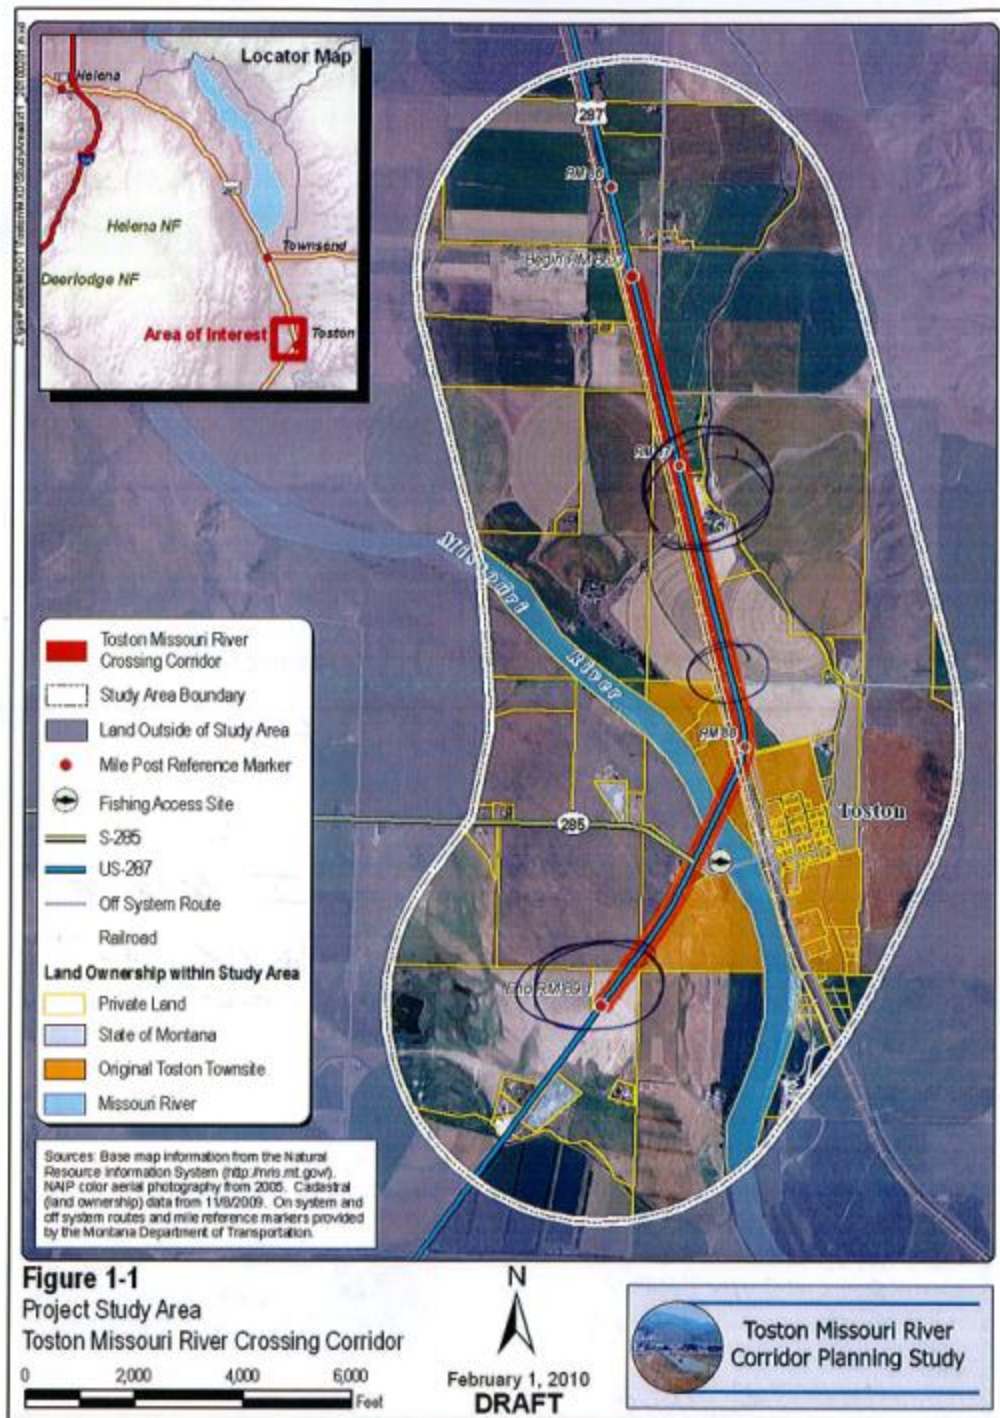 Locator Map
Helena
Helena NF
Deerlodge NF
Townsend
Area of Interest
Toston
287
Begin RM
Missouri
River
RM 88
285
Toston
RM 89.
Toston Missouri River
Crossing Corridor
Study Area Boundary
Land Outside of Study Area
Mile Post Reference Marker
Fishing Access Site
S-285
US-287
Off System Route
Railroad
Land Ownership within Study Area
Private Land
State of Montana
Original Toston Townsite
Missouri River
Sources: Base map information from the Natural
Resource Information System (http://nris.mt.gov/).
NAIP color aerial photography from 2005. Cadastral
(land ownership) data from 11/8/2009. On system and
off system routes and mile reference markers provided
by the Montana Department of Transportation.
Figure 1-1
Project Study Area
Toston Missouri River Crossing Corridor
0 2,000 4,000 6,000
Feet
N
February 1, 2010
DRAFT
Toston Missouri River
Corridor Planning Study